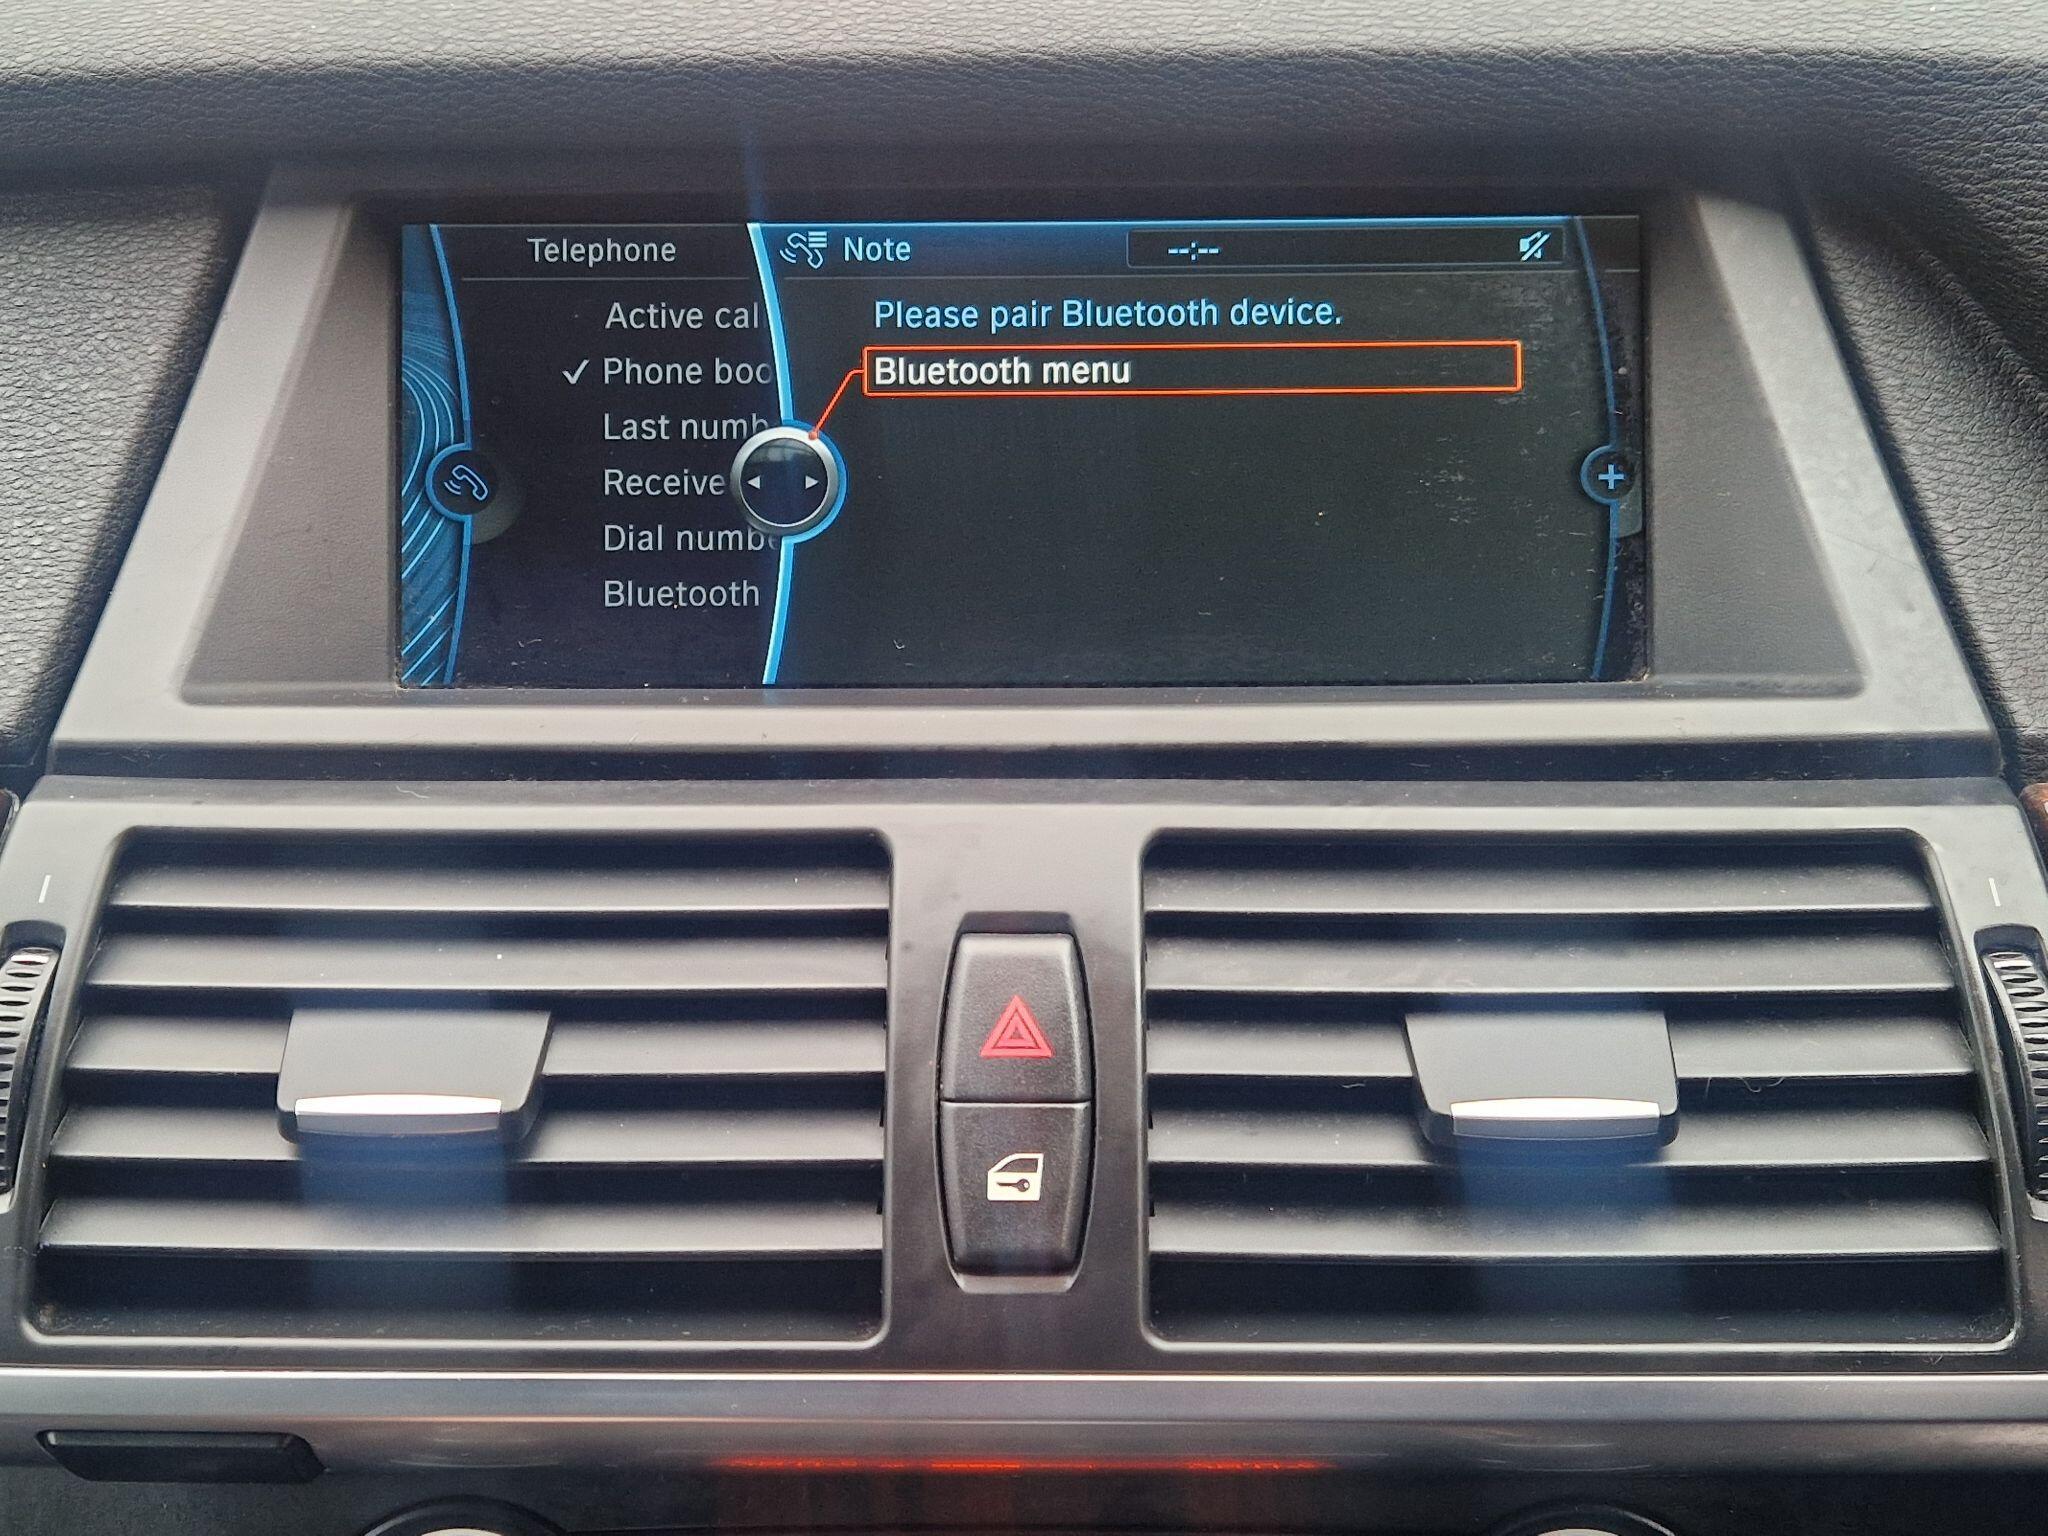 Telephone
Note
--:--
Active cal
Phone boo
Last numb
Receive
Dial numbe
Bluetooth
Please pair Bluetooth device.
Bluetooth menu